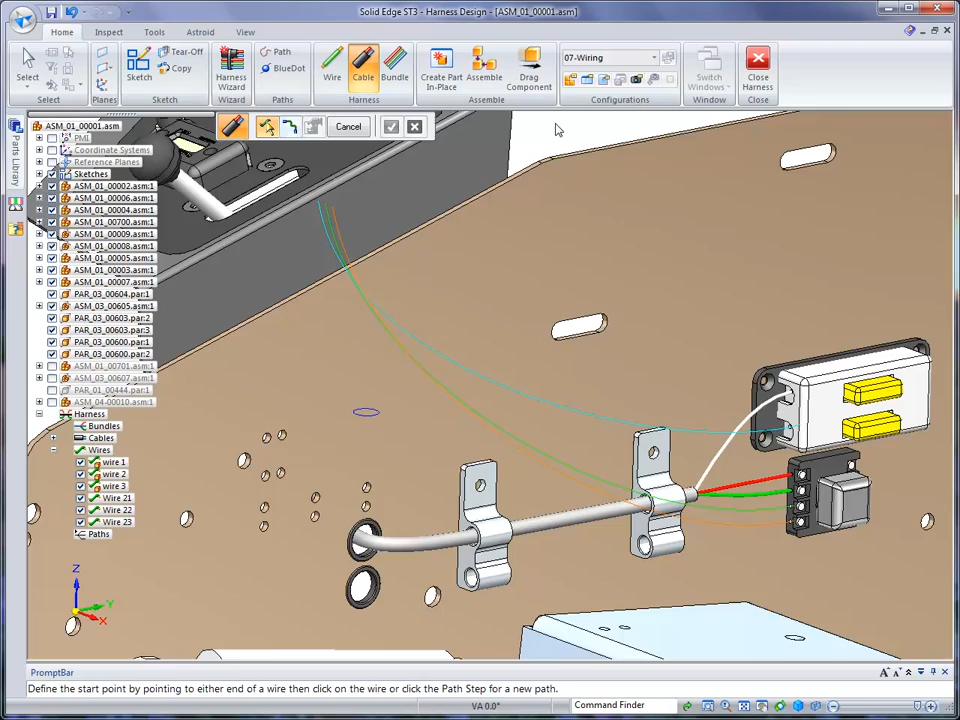 Solid Edge ST3 - Harness Design - [ASM_01_00001.asm]
Home
Inspect
Tools
Astroid
View
Select
Select
Planes
Sketch
Tear-Off
Copy
Sketch
Harness Wizard
Wizard
Path
BlueDot
Paths
Wire
Cable
Bundle
Harness
Create Part In-Place
Assemble
Drag Component
Assemble
07-Wiring
Configurations
Switch Windows
Window
Close Harness
Close
Cancel
Parts Library
ASM_01_00001.asm
PMI
Coordinate Systems
Reference Planes
Sketches
ASM_01_00002.asm:1
ASM_01_00006.asm:1
ASM_01_00004.asm:1
ASM_01_00700.asm:1
ASM_01_00009.asm:1
ASM_01_00008.asm:1
ASM_01_00005.asm:1
ASM_01_00003.asm:1
ASM_01_00007.asm:1
PAR_03_00604.par:1
ASM_03_00605.asm:1
PAR_03_00603.par:2
PAR_03_00603.par:3
PAR_03_00600.par:1
PAR_03_00600.par:2
ASM_01_00701.asm:1
ASM_03_00607.asm:1
PAR_01_00444.par:1
ASM_04-00010.asm:1
Harness
Bundles
Cables
Wires
wire 1
wire 2
wire 3
Wire 21
Wire 22
Wire 23
Paths
Z
Y
X
PromptBar
Define the start point by pointing to either end of a wire then click on the wire or click the Path Step for a new path.
VA 0.0°
Command Finder